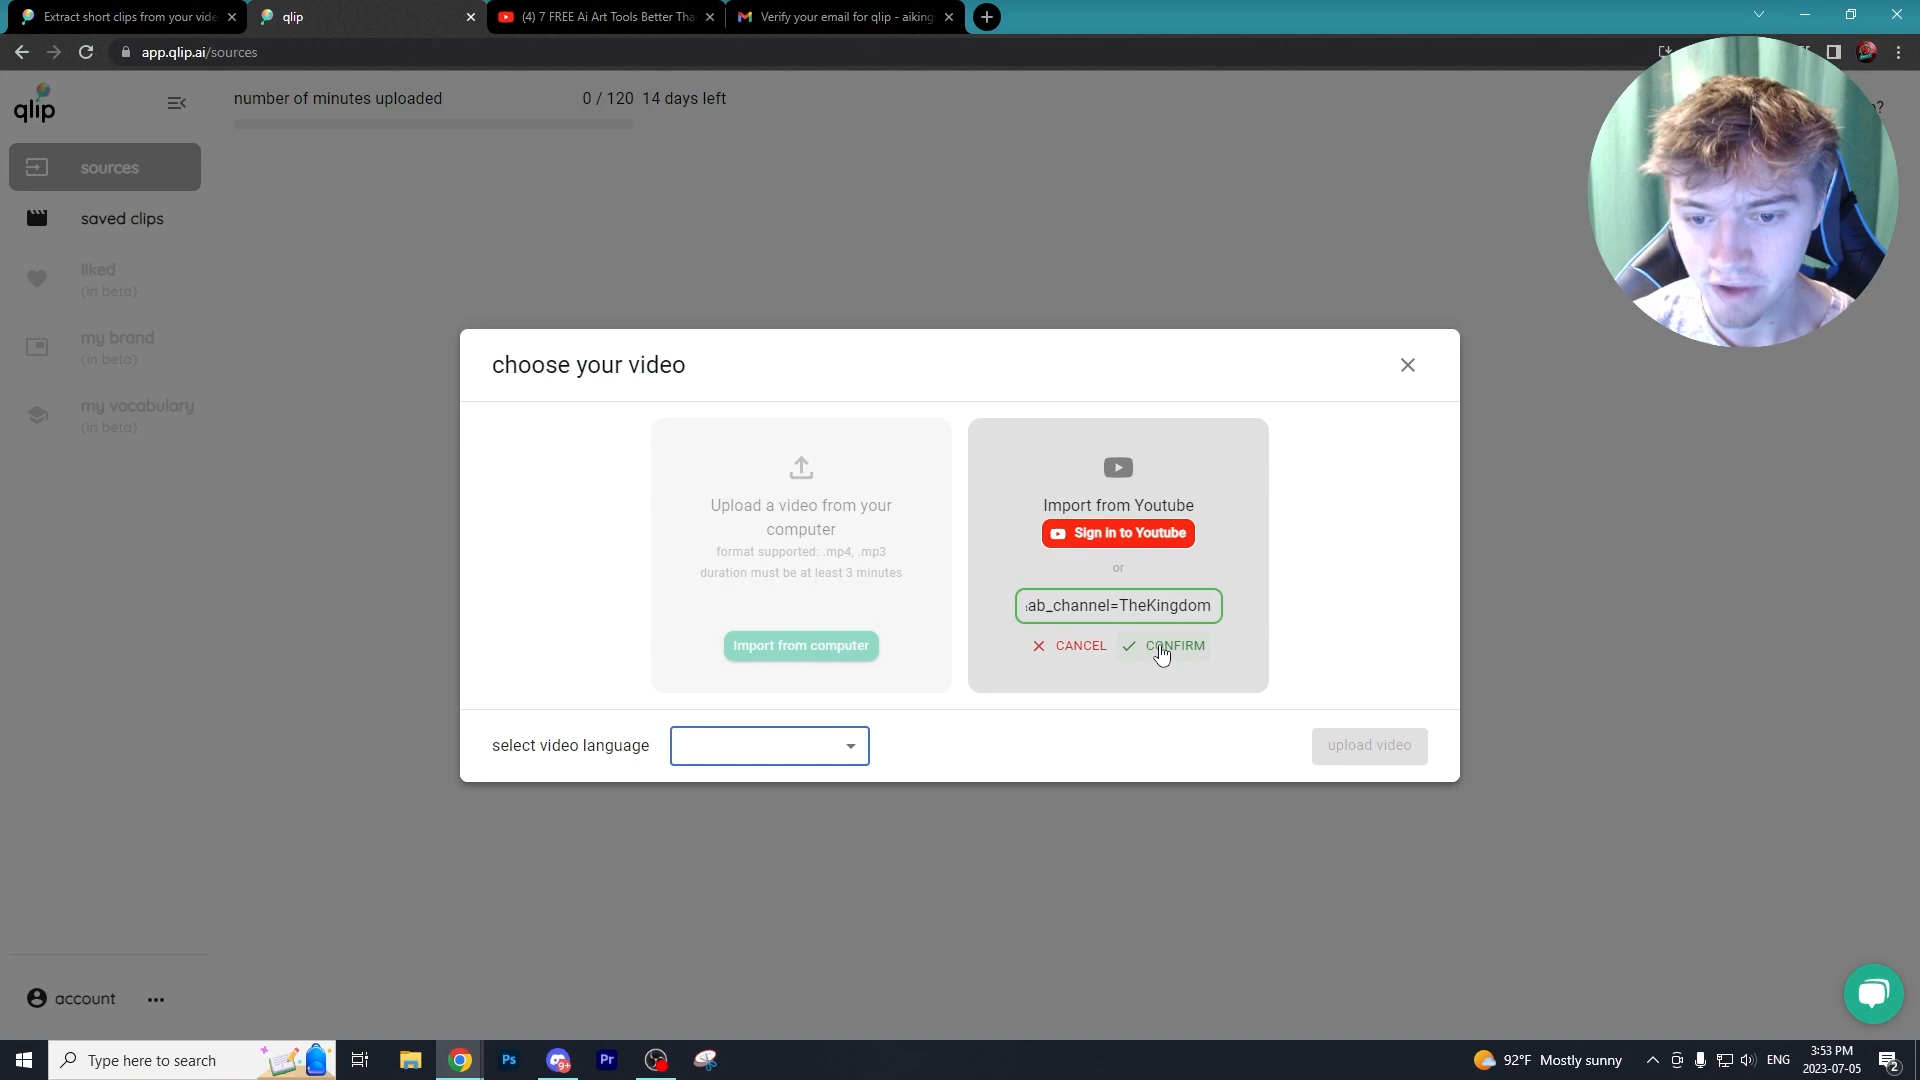 Extract short clips from your vide
qlip
(4) 7 FREE Ai Art Tools Better Tha
Verify your email for qlip - aiking
app.qlip.ai/sources
qlip
number of minutes uploaded
0 / 120 14 days left
sources
saved clips
liked
(in beta)
my brand
(in beta)
my vocabulary
(in beta)
choose your video
Upload a video from your
computer
format supported: .mp4, .mp3
duration must be at least 3 minutes
Import from computer
Import from Youtube
Sign in to Youtube
or
ab_channel=TheKingdom
CANCEL
CONFIRM
select video language
upload video
account
Type here to search
Ps
9+
Pr
92°F Mostly sunny
ENG
3:53 PM
2023-07-05
2